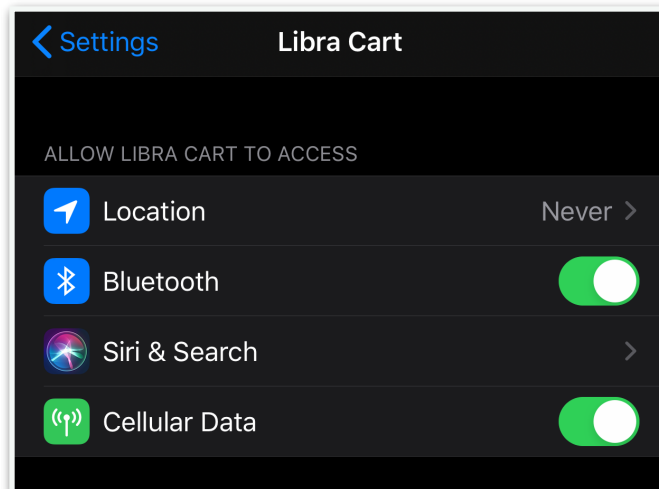 Settings Libra Cart
ALLOW LIBRA CART TO ACCESS
Location Never
Bluetooth
Siri & Search
Cellular Data